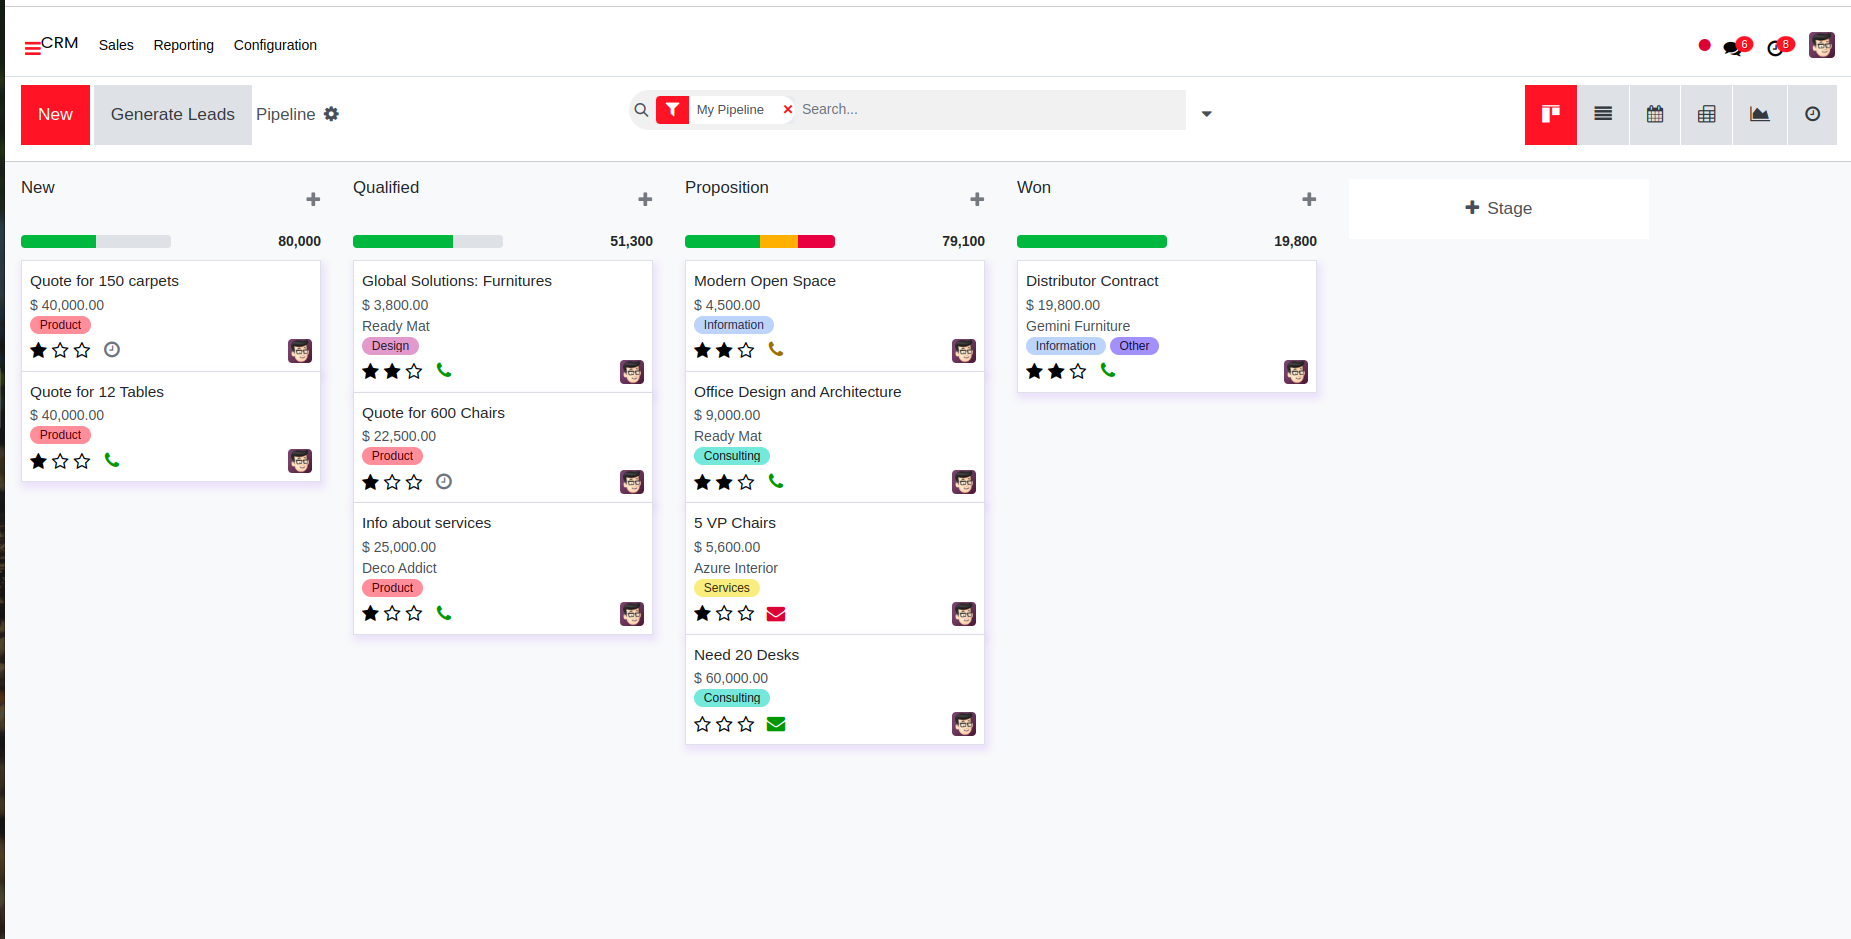 CRM Sales Reporting Configuration 6 8
New Generate Leads Pipeline My Pipeline × Search...
New
80,000
Quote for 150 carpets
$ 40,000.00
Product
Quote for 12 Tables
$ 40,000.00
Product
Qualified
51,300
Global Solutions: Furnitures
$ 3,800.00
Ready Mat
Design
Quote for 600 Chairs
$ 22,500.00
Product
Info about services
$ 25,000.00
Deco Addict
Product
Proposition
79,100
Modern Open Space
$ 4,500.00
Information
Office Design and Architecture
$ 9,000.00
Ready Mat
Consulting
5 VP Chairs
$ 5,600.00
Azure Interior
Services
Need 20 Desks
$ 60,000.00
Consulting
Won
19,800
Distributor Contract
$ 19,800.00
Gemini Furniture
Information Other
+ Stage